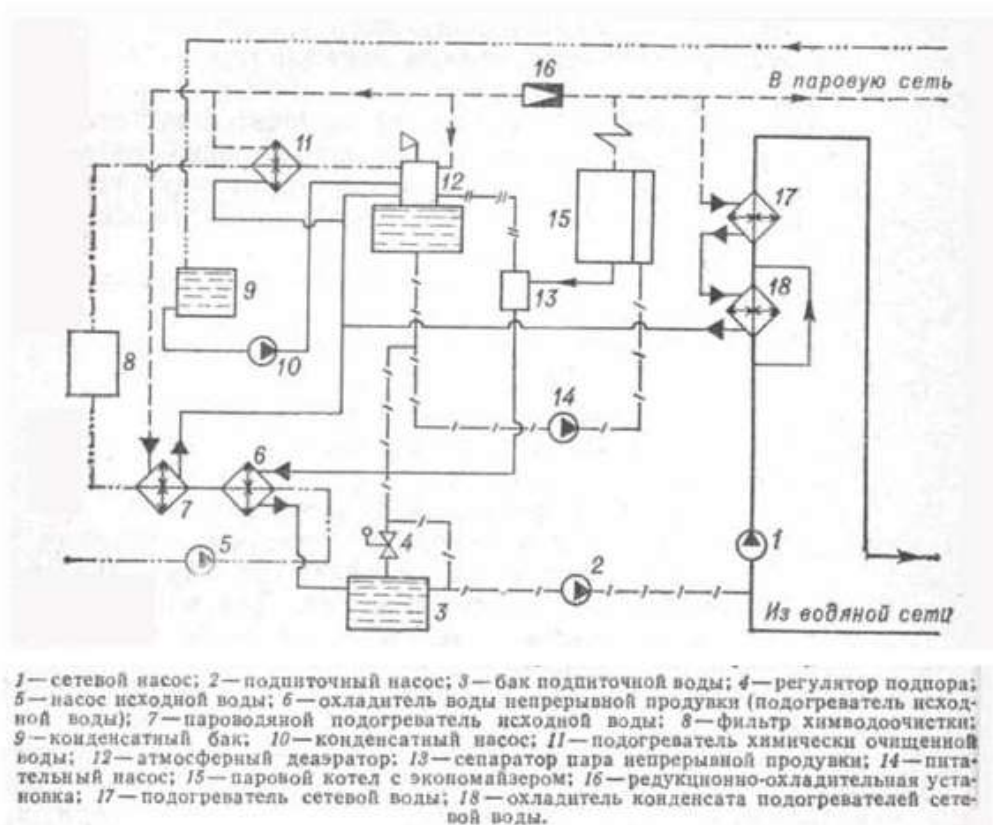 16
В паровую сеть
11
12
17
15
9
13
18
8
10
14
6
7
5
4
2
1
3
Из водяной сети
1—сетевой насос; 2—подпиточный насос; 3—бак подпиточной воды; 4—регулятор подпора;
5—насос исходной воды; 6—охладитель воды непрерывной продувки (подогреватель исход-
ной воды); 7—пароводяной подогреватель исходной воды; 8—фильтр химводоочистки;
9—конденсатный бак; 10—конденсатный насос; 11—подогреватель химически очищенной
воды; 12—атмосферный деаэратор; 13—сепаратор пара непрерывной продувки; 14—пита-
тельный насос; 15—паровой котел с экономайзером; 16—редукционно-охладительная уста-
новка; 17—подогреватель сетевой воды; 18—охладитель конденсата подогревателей сете-
вой воды.